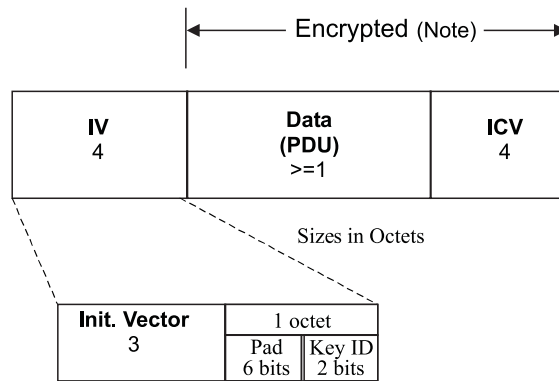 Encrypted (Note)
IV
4
Data
(PDU)
>=1
ICV
4
Sizes in Octets
Init. Vector
3
1 octet
Pad
6 bits
Key ID
2 bits